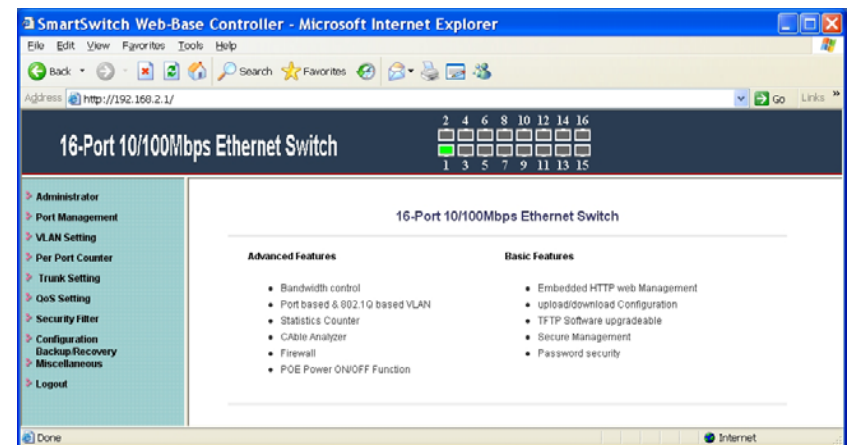 SmartSwitch Web-Base Controller - Microsoft Internet Explorer
File Edit View Favorites Tools Help
Back Search Favorites
Address http://192.168.2.1/ Go Links »
2 4 6 8 10 12 14 16
16-Port 10/100Mbps Ethernet Switch
1 3 5 7 9 11 13 15
Administrator
Port Management
VLAN Setting
Per Port Counter
Trunk Setting
QoS Setting
Security Filter
Configuration
Backup/Recovery
Miscellaneous
Logout
16-Port 10/100Mbps Ethernet Switch
Advanced Features
Bandwidth control
Port based & 802.1Q based VLAN
Statistics Counter
CAble Analyzer
Firewall
POE Power ON/OFF Function
Basic Features
Embedded HTTP web Management
upload/download Configuration
TFTP Software upgradeable
Secure Management
Password security
Done Internet